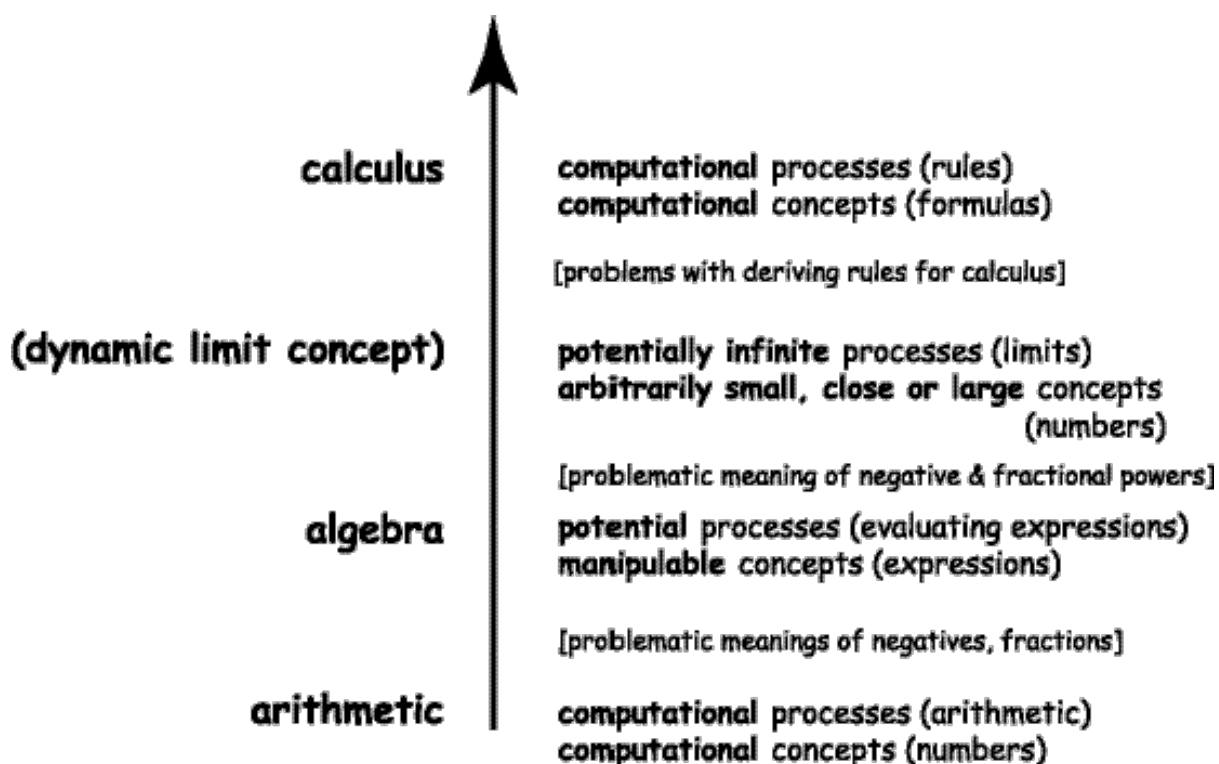 calculus
computational processes (rules)
computational concepts (formulas)
[problems with deriving rules for calculus]
(dynamic limit concept)
potentially infinite processes (limits)
arbitrarily small, close or large concepts
(numbers)
[problematic meaning of negative & fractional powers]
algebra
potential processes (evaluating expressions)
manipulable concepts (expressions)
[problematic meanings of negatives, fractions]
arithmetic
computational processes (arithmetic)
computational concepts (numbers)